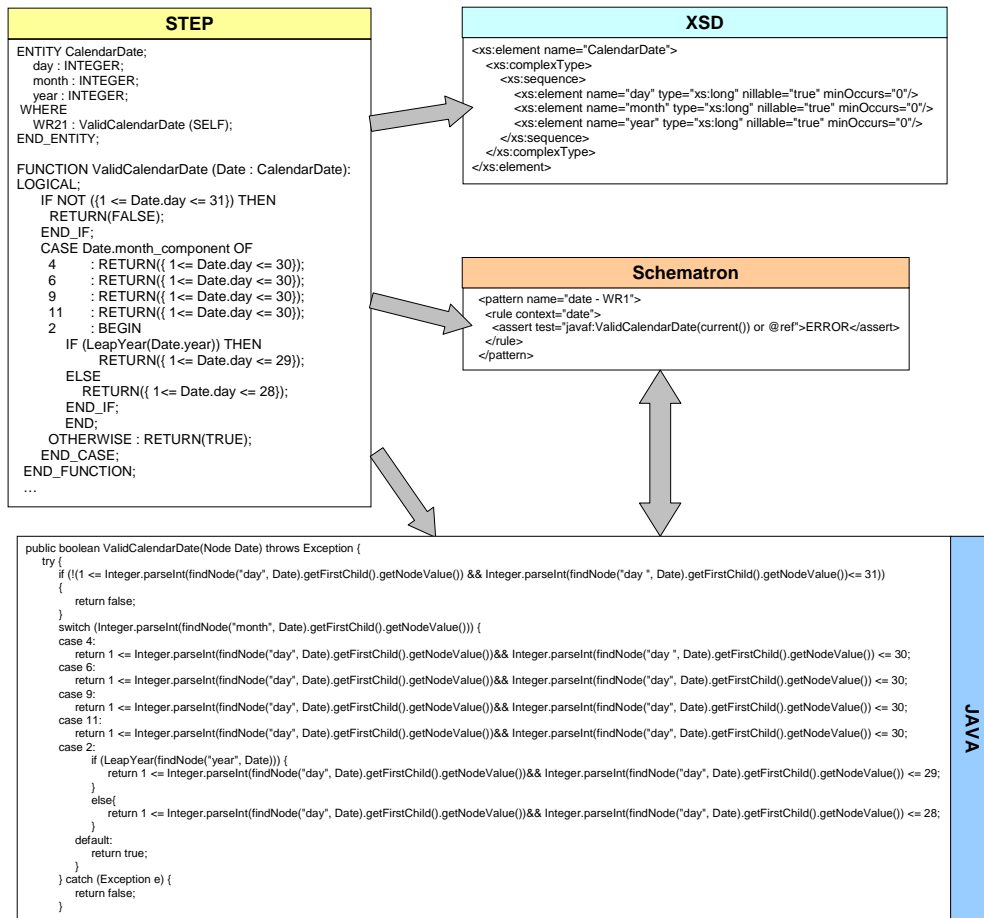 STEP
ENTITY CalendarDate;
day : INTEGER;
month : INTEGER;
year : INTEGER;
WHERE
WR21 : ValidCalendarDate (SELF);
END_ENTITY;
FUNCTION ValidCalendarDate (Date : CalendarDate):
LOGICAL;
IF NOT ({1 <= Date.day <= 31}) THEN
RETURN(FALSE);
END_IF;
CASE Date.month_component OF
4 : RETURN({ 1<= Date.day <= 30});
6 : RETURN({ 1<= Date.day <= 30});
9 : RETURN({ 1<= Date.day <= 30});
11 : RETURN({ 1<= Date.day <= 30});
2 : BEGIN
IF (LeapYear(Date.year)) THEN
RETURN({ 1<= Date.day <= 29});
ELSE
RETURN({ 1<= Date.day <= 28});
END_IF;
END;
OTHERWISE : RETURN(TRUE);
END_CASE;
END_FUNCTION;
…
XSD
<xs:element name="CalendarDate">
<xs:complexType>
<xs:sequence>
<xs:element name="day" type="xs:long" nillable="true" minOccurs="0"/>
<xs:element name="month" type="xs:long" nillable="true" minOccurs="0"/>
<xs:element name="year" type="xs:long" nillable="true" minOccurs="0"/>
</xs:sequence>
</xs:complexType>
</xs:element>
Schematron
<pattern name="date - WR1">
<rule context="date">
<assert test="javaf:ValidCalendarDate(current()) or @ref">ERROR</assert>
</rule>
</pattern>
public boolean ValidCalendarDate(Node Date) throws Exception {
try {
if (!(1 <= Integer.parseInt(findNode("day", Date).getFirstChild().getNodeValue()) && Integer.parseInt(findNode("day ", Date).getFirstChild().getNodeValue())<= 31))
{
return false;
}
switch (Integer.parseInt(findNode("month", Date).getFirstChild().getNodeValue())) {
case 4:
return 1 <= Integer.parseInt(findNode("day", Date).getFirstChild().getNodeValue())&& Integer.parseInt(findNode("day ", Date).getFirstChild().getNodeValue()) <= 30;
case 6:
return 1 <= Integer.parseInt(findNode("day", Date).getFirstChild().getNodeValue())&& Integer.parseInt(findNode("day", Date).getFirstChild().getNodeValue()) <= 30;
case 9:
return 1 <= Integer.parseInt(findNode("day", Date).getFirstChild().getNodeValue())&& Integer.parseInt(findNode("day", Date).getFirstChild().getNodeValue()) <= 30;
case 11:
return 1 <= Integer.parseInt(findNode("day", Date).getFirstChild().getNodeValue())&& Integer.parseInt(findNode("day", Date).getFirstChild().getNodeValue()) <= 30;
case 2:
if (LeapYear(findNode("year", Date))) {
return 1 <= Integer.parseInt(findNode("day", Date).getFirstChild().getNodeValue())&& Integer.parseInt(findNode("day", Date).getFirstChild().getNodeValue()) <= 29;
}
else{
return 1 <= Integer.parseInt(findNode("day", Date).getFirstChild().getNodeValue())&& Integer.parseInt(findNode("day", Date).getFirstChild().getNodeValue()) <= 28;
}
default:
return true;
}
} catch (Exception e) {
return false;
}
JAVA